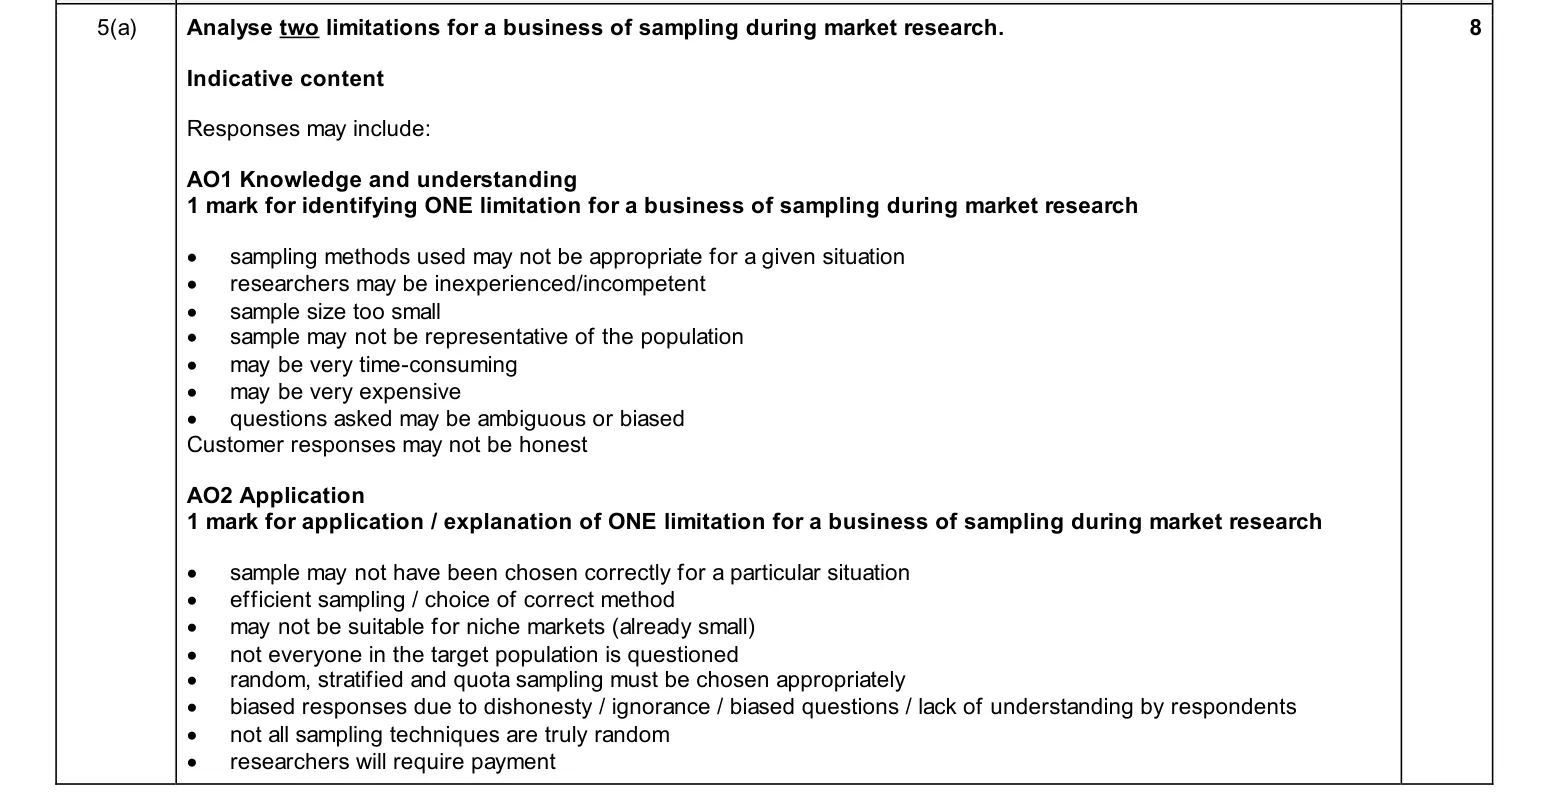 5(a) Analyse two limitations for a business of sampling during market research. 8
Indicative content
Responses may include:
AO1 Knowledge and understanding
1 mark for identifying ONE limitation for a business of sampling during market research
• sampling methods used may not be appropriate for a given situation
• researchers may be inexperienced/incompetent
• sample size too small
• sample may not be representative of the population
• may be very time-consuming
• may be very expensive
• questions asked may be ambiguous or biased
Customer responses may not be honest
AO2 Application
1 mark for application / explanation of ONE limitation for a business of sampling during market research
• sample may not have been chosen correctly for a particular situation
• efficient sampling / choice of correct method
• may not be suitable for niche markets (already small)
• not everyone in the target population is questioned
• random, stratified and quota sampling must be chosen appropriately
• biased responses due to dishonesty / ignorance / biased questions / lack of understanding by respondents
• not all sampling techniques are truly random
• researchers will require payment